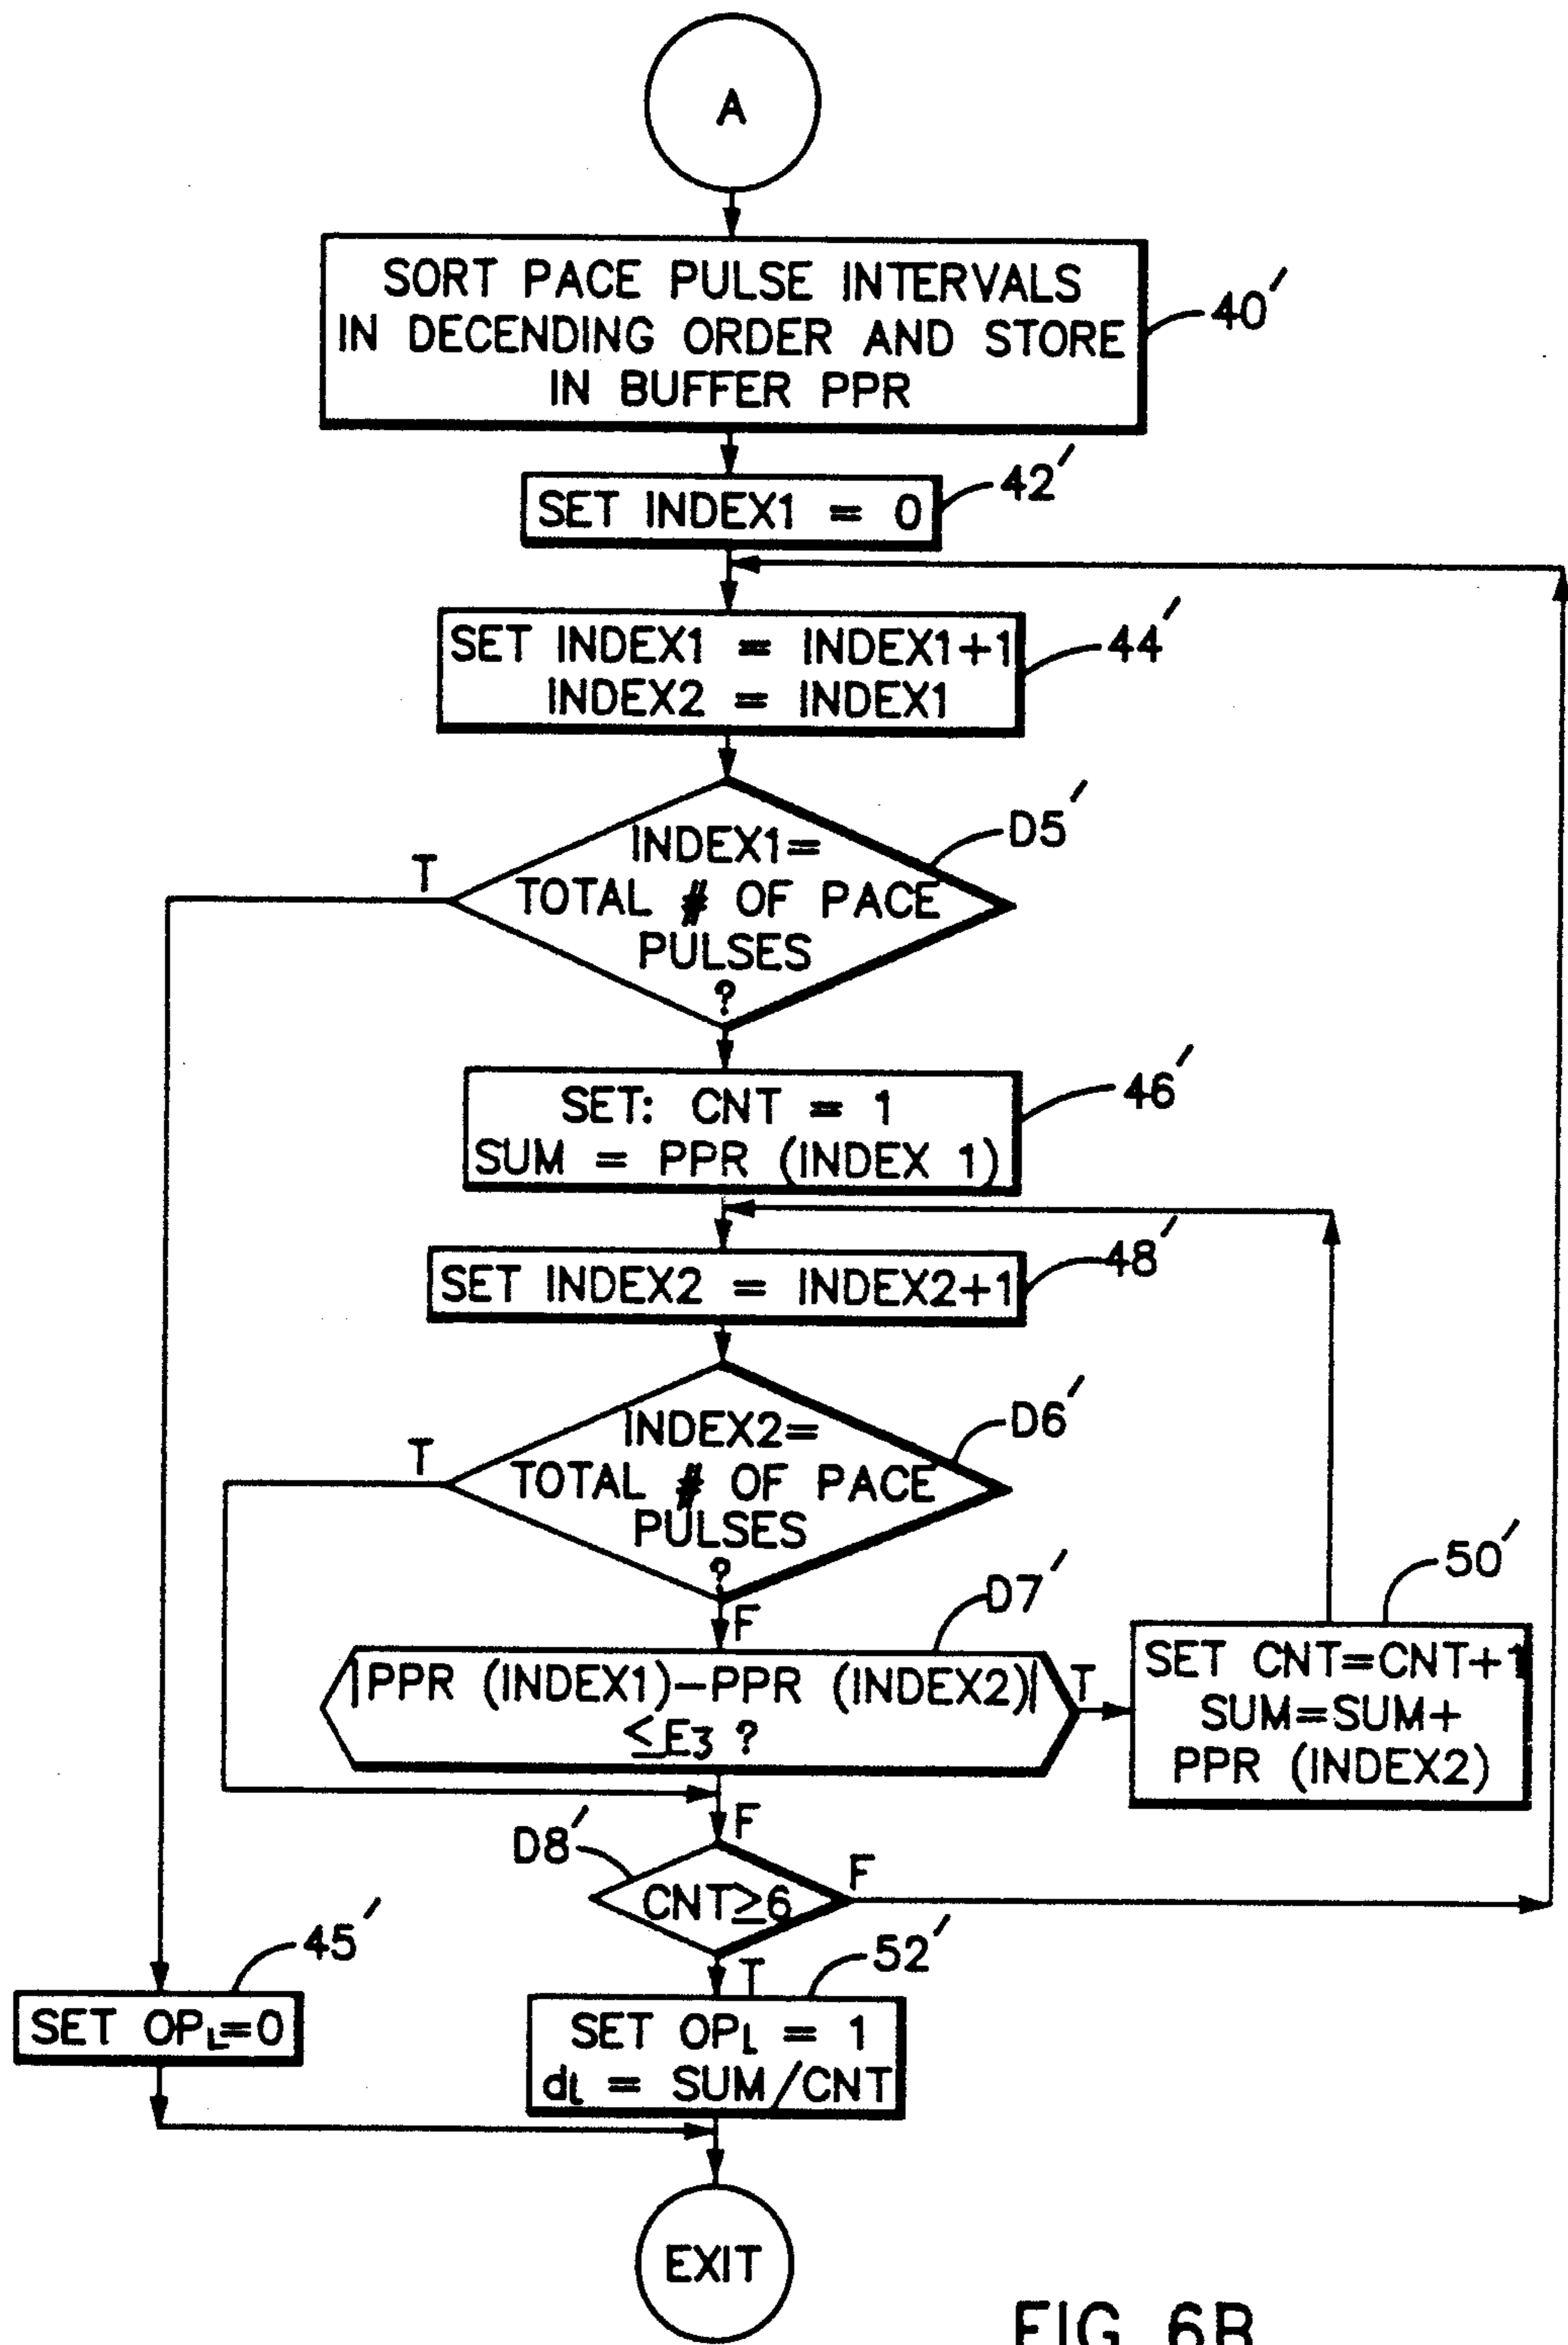 A
SORT PACE PULSE INTERVALS
IN DECENDING ORDER AND STORE
IN BUFFER PPR
40′
SET INDEX1 = 0
42′
SET INDEX1 = INDEX1+1
INDEX2 = INDEX1
44′
INDEX1=
TOTAL # OF PACE
PULSES
?
D5′
T
SET: CNT = 1
SUM = PPR (INDEX 1)
46′
SET INDEX2 = INDEX2+1
48′
INDEX2=
TOTAL # OF PACE
PULSES
?
D6′
T
F
D7′
|PPR (INDEX1)-PPR (INDEX2)|
≤E3 ?
T
50′
SET CNT=CNT+1
SUM=SUM+
PPR (INDEX2)
F
D8′
CNT≥6
F
T
45′
SET OPL=0
52′
SET OPL = 1
dL = SUM/CNT
EXIT
FIG. 6B